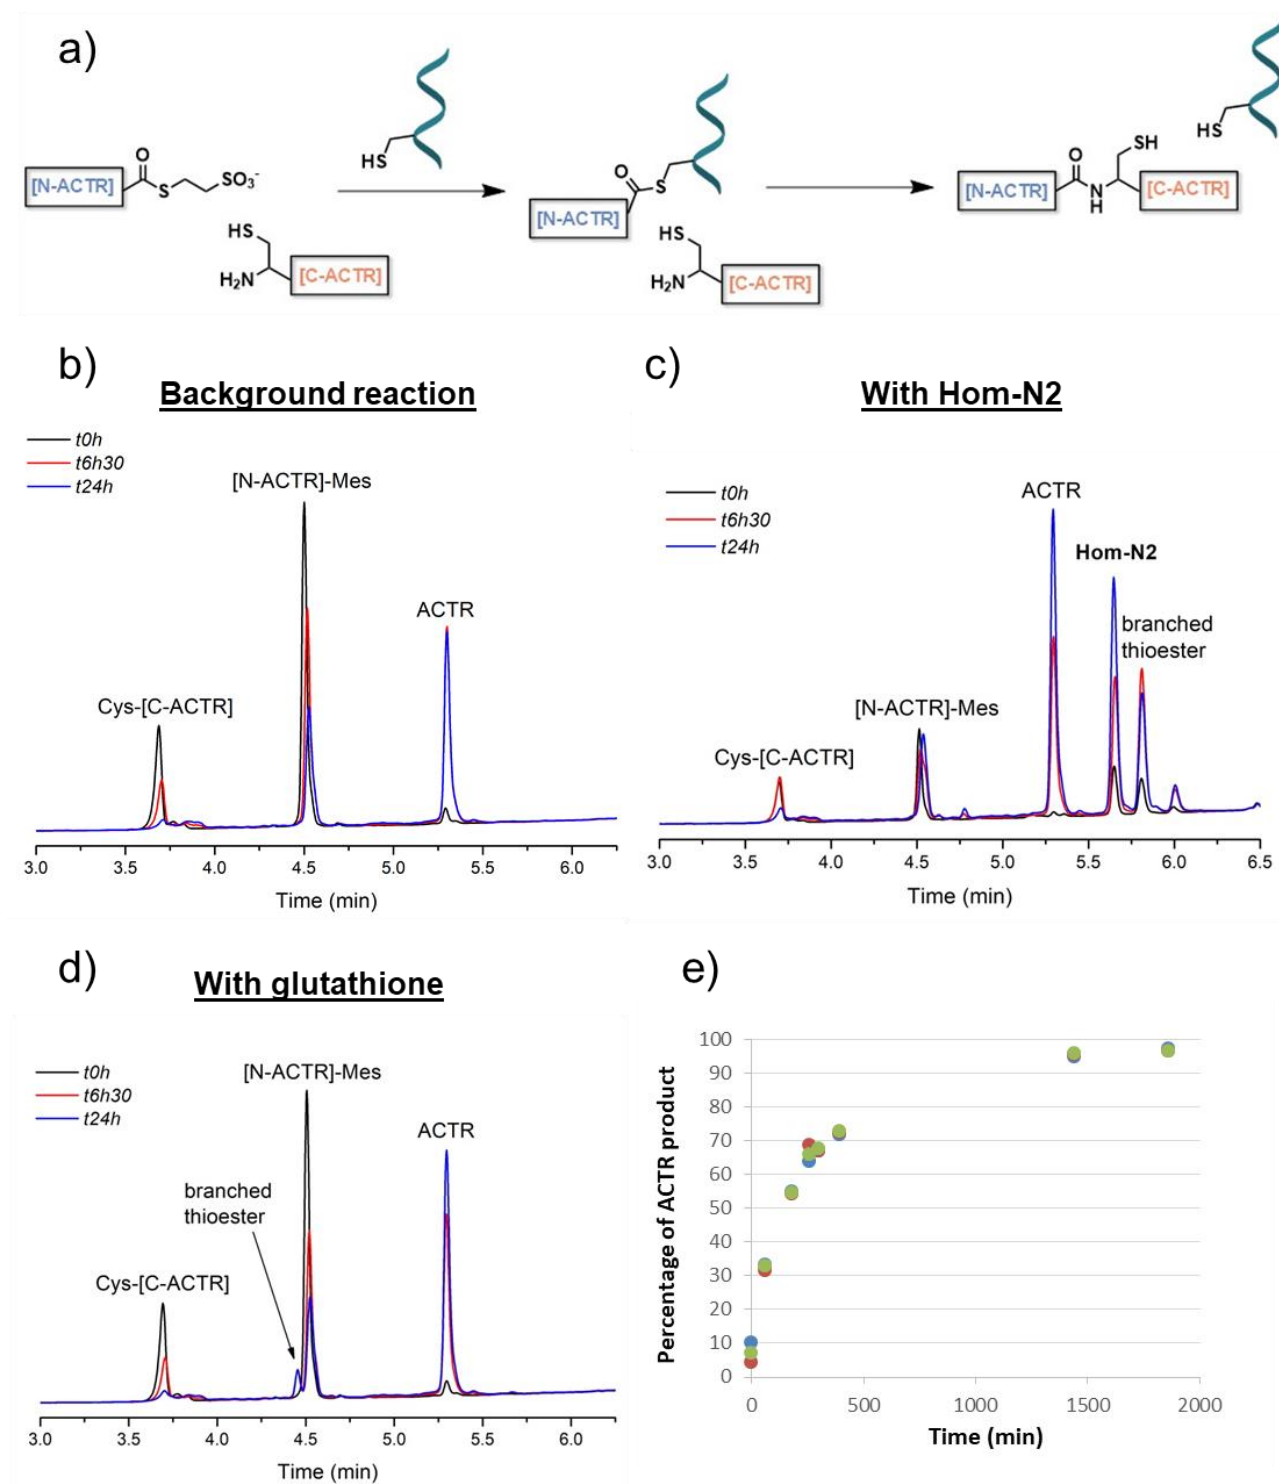 a)
HS
O
[N-ACTR]
S
SO3-
HS
H2N
[C-ACTR]
O
S
[N-ACTR]
HS
H2N
[C-ACTR]
HS
SH
O
[N-ACTR]
N
H
[C-ACTR]
b)
Background reaction
t0h
t6h30
t24h
[N-ACTR]-Mes
ACTR
Cys-[C-ACTR]
3.0 3.5 4.0 4.5 5.0 5.5 6.0
Time (min)
c)
With Hom-N2
t0h
t6h30
t24h
ACTR
Hom-N2
branched
thioester
[N-ACTR]-Mes
Cys-[C-ACTR]
3.0 3.5 4.0 4.5 5.0 5.5 6.0 6.5
Time (min)
d)
With glutathione
t0h
t6h30
t24h
[N-ACTR]-Mes
ACTR
branched
thioester
Cys-[C-ACTR]
3.0 3.5 4.0 4.5 5.0 5.5 6.0
Time (min)
e)
Percentage of ACTR product
100
90
80
70
60
50
40
30
20
10
0
0 500 1000 1500 2000
Time (min)